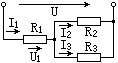 U
I₁ R₁ I₂ R₂
U₁ I₃ R₃